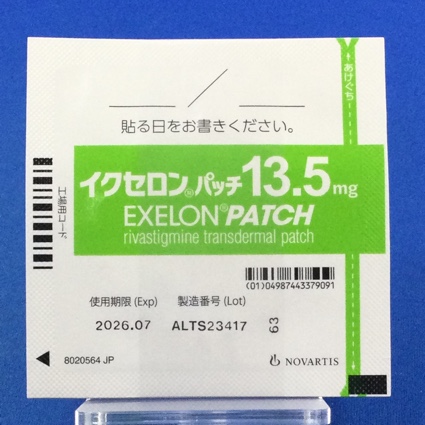 あけぐち
／
貼る日をお書きください。
工場用コード
イクセロン®パッチ 13.5mg
EXELON® PATCH
rivastigmine transdermal patch
(01)04987443379091
使用期限 (Exp) 製造番号 (Lot)
2026.07 ALTS23417 63
8020564 JP
NOVARTIS